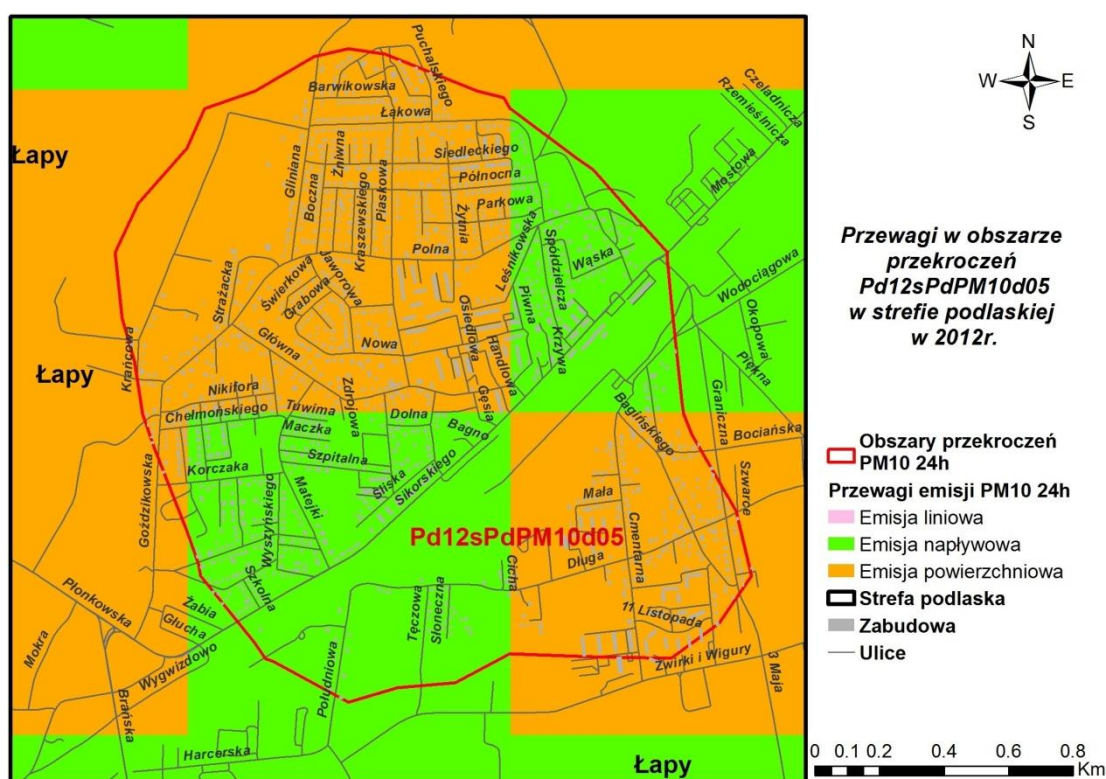 Puchalskiego
Barwikowska
Łąkowa
Czeladnicza
Rzemieślnicza
Łapy
Gliniana
Boczna
Żniwna
Kraszewskiego
Piaskowa
Siedleckiego
Północna
Parkowa
Żytnia
Polna
Mostowa
Leśnikowska
Spółdzielcza
Wąska
Wodociągowa
Strażacka
Świerkowa
Grabowa
Jaworowa
Piwna
Krzywa
Osiedlowa
Handlowa
Okopowa
Piękna
Krańcowa
Główna
Nowa
Łapy
Nikifora
Chełmońskiego
Tuwima
Zdrojowa
Dolna
Gęsia
Bagno
Bagińskiego
Graniczna
Bociańska
Maczka
Szpitalna
Korczaka
Śliska
Sikorskiego
Matejki
Wyszyńskiego
Goździkowska
Szwarce
Mała
Pd12sPdPM10d05
Cmentarna
Długa
Cicha
Szkolna
Żabia
Głucha
Płonkowska
Mokra
Wygwizdowo
Brańska
Tęczowa
Słoneczna
Południowa
11 Listopada
Żwirki i Wigury
3 Maja
Harcerska
Łapy
N
W
E
S
Przewagi w obszarze
przekroczeń
Pd12sPdPM10d05
w strefie podlaskiej
w 2012r.
Obszary przekroczeń
PM10 24h
Przewagi emisji PM10 24h
Emisja liniowa
Emisja napływowa
Emisja powierzchniowa
Strefa podlaska
Zabudowa
Ulice
0 0.1 0.2 0.4 0.6 0.8
Km